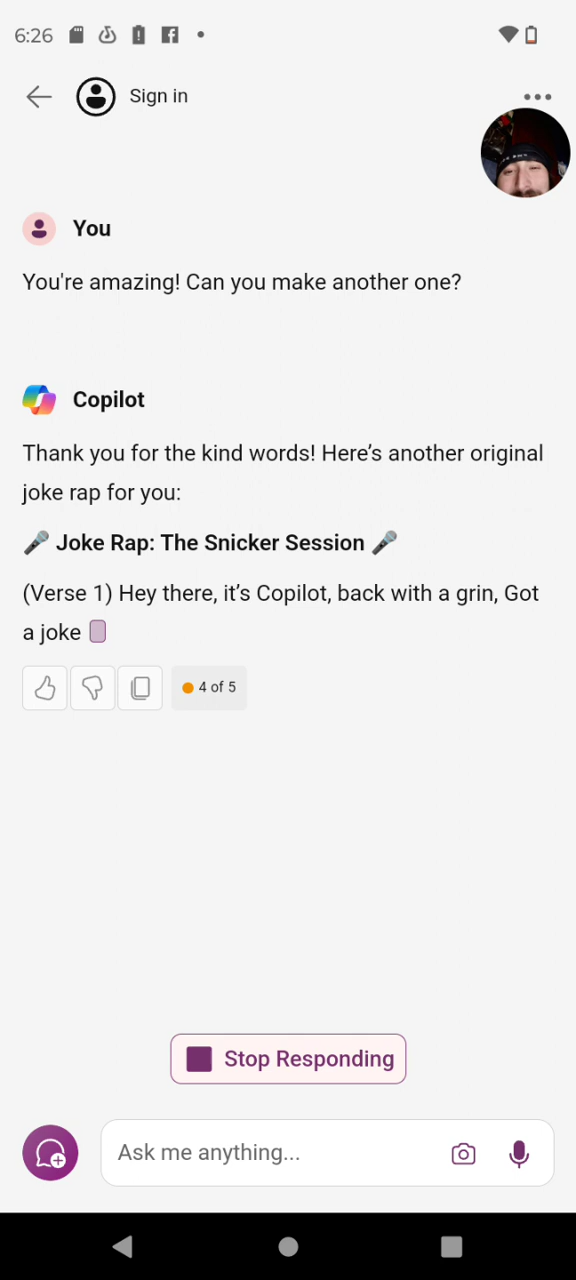 6:26
Sign in
You
You're amazing! Can you make another one?
Copilot
Thank you for the kind words! Here’s another original
joke rap for you:
🎤 Joke Rap: The Snicker Session 🎤
(Verse 1) Hey there, it’s Copilot, back with a grin, Got
a joke
4 of 5
Stop Responding
Ask me anything...